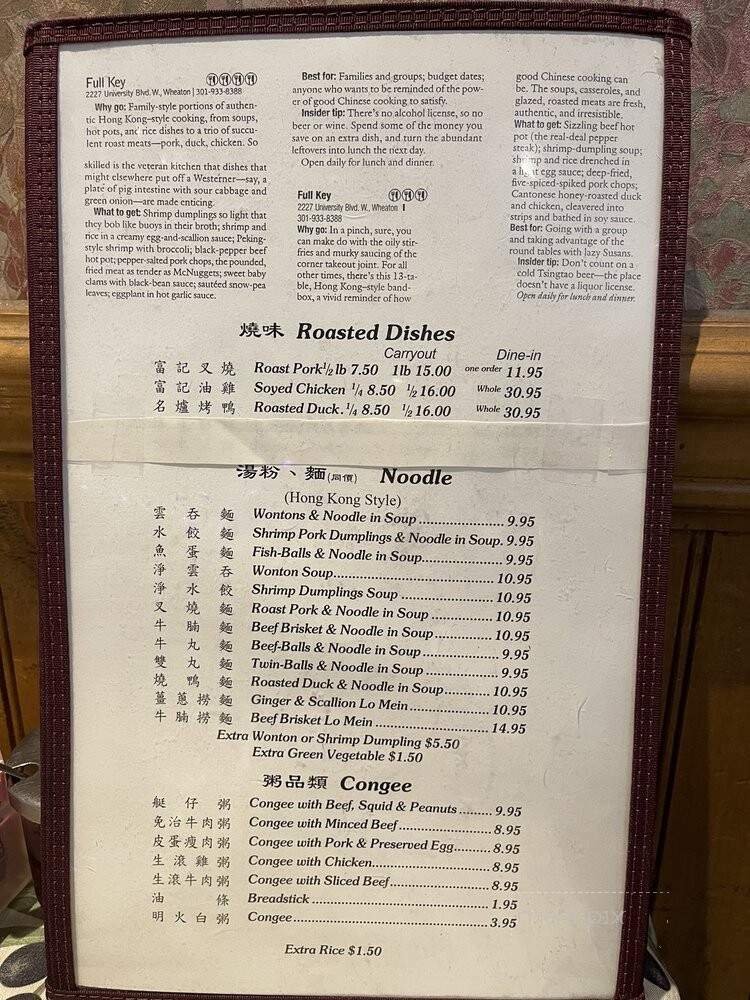 Full Key
2227 University Blvd. W., Wheaton | 301-933-8388
Why go: Family-style portions of authen-
tic Hong Kong–style cooking, from soups,
hot pots, and rice dishes to a trio of succu-
lent roast meats—pork, duck, chicken. So
skilled is the veteran kitchen that dishes that
might elsewhere put off a Westerner—say, a
plate of pig intestine with sour cabbage and
green onion—are made enticing.
What to get: Shrimp dumplings so light that
they bob like buoys in their broth; shrimp and
rice in a creamy egg-and-scallion sauce; Peking-
style shrimp with broccoli; black-pepper beef
hot pot; pepper-salted pork chops, the pounded,
fried meat as tender as McNuggets; sweet baby
clams with black-bean sauce; sautéed snow-pea
leaves; eggplant in hot garlic sauce.
Best for: Families and groups; budget dates;
anyone who wants to be reminded of the pow-
er of good Chinese cooking to satisfy.
Insider tip: There's no alcohol license, so no
beer or wine. Spend some of the money you
save on an extra dish, and turn the abundant
leftovers into lunch the next day.
Open daily for lunch and dinner.
Full Key
2227 University Blvd. W., Wheaton |
301-933-8388
Why go: In a pinch, sure, you
can make do with the oily stir-
fries and murky saucing of the
corner takeout joint. For all
other times, there's this 13-ta-
ble, Hong Kong–style band-
box, a vivid reminder of how
good Chinese cooking can
be. The soups, casseroles, and
glazed, roasted meats are fresh,
authentic, and irresistible.
What to get: Sizzling beef hot
pot (the real-deal pepper
steak); shrimp-dumpling soup;
shrimp and rice drenched in
a light egg sauce; deep-fried,
five-spiced-spiked pork chops;
Cantonese honey-roasted duck
and chicken, cleavered into
strips and bathed in soy sauce.
Best for: Going with a group
and taking advantage of the
round tables with lazy Susans.
Insider tip: Don't count on a
cold Tsingtao beer—the place
doesn't have a liquor license.
Open daily for lunch and dinner.
燒味 Roasted Dishes
Carryout Dine-in
富記叉燒 Roast Pork 1/2 lb 7.50 1lb 15.00 one order 11.95
富記油雞 Soyed Chicken 1/4 8.50 1/2 16.00 Whole 30.95
名爐烤鴨 Roasted Duck. 1/4 8.50 1/2 16.00 Whole 30.95
湯粉、麵(同價) Noodle
(Hong Kong Style)
雲吞麵 Wontons & Noodle in Soup ........................ 9.95
水餃麵 Shrimp Pork Dumplings & Noodle in Soup. 9.95
魚蛋麵 Fish-Balls & Noodle in Soup........................ 9.95
淨雲吞 Wonton Soup.............................................. 10.95
淨水餃 Shrimp Dumplings Soup ........................... 10.95
叉燒麵 Roast Pork & Noodle in Soup .................. 10.95
牛腩麵 Beef Brisket & Noodle in Soup................. 10.95
牛丸麵 Beef-Balls & Noodle in Soup ........................ 9.95
雙丸麵 Twin-Balls & Noodle in Soup ..................... 9.95
燒鴨麵 Roasted Duck & Noodle in Soup.............. 10.95
薑蔥撈麵 Ginger & Scallion Lo Mein........................ 10.95
牛腩撈麵 Beef Brisket Lo Mein ................................. 14.95
Extra Wonton or Shrimp Dumpling $5.50
Extra Green Vegetable $1.50
粥品類 Congee
艇仔粥 Congee with Beef, Squid & Peanuts ......... 9.95
免治牛肉粥 Congee with Minced Beef.......................... 8.95
皮蛋瘦肉粥 Congee with Pork & Preserved Egg.......... 8.95
生滾雞粥 Congee with Chicken................................. 8.95
生滾牛肉粥 Congee with Sliced Beef............................ 8.95
油條 Breadstick ................................................ 1.95
明火白粥 Congee...................................................... 3.95
Extra Rice $1.50